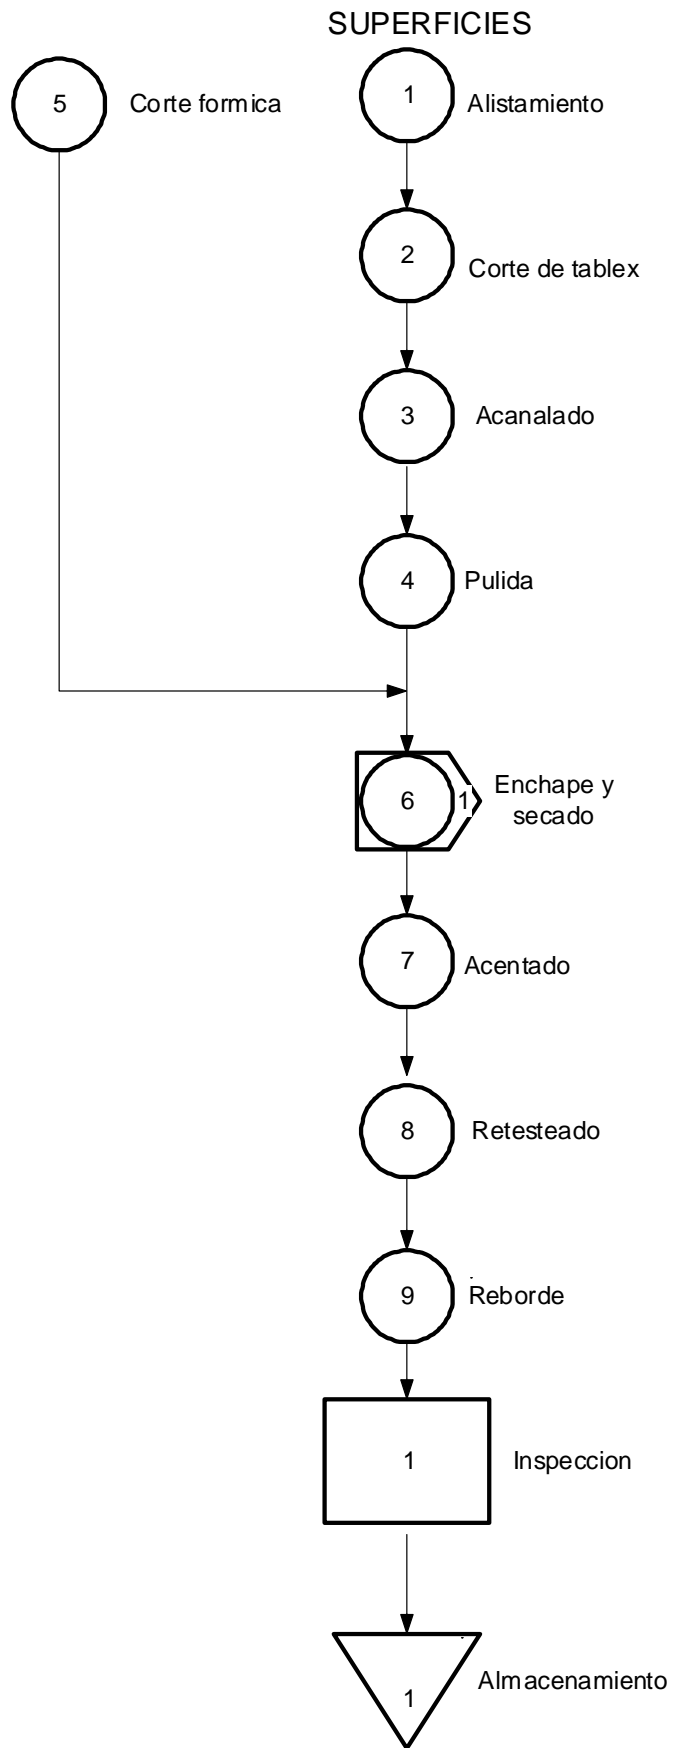 SUPERFICIES
5 Corte formica
1 Alistamiento
2 Corte de tablex
3 Acanalado
4 Pulida
6 1 Enchape y
secado
7 Acentado
8 Retesteado
9 Reborde
1 Inspeccion
1 Almacenamiento